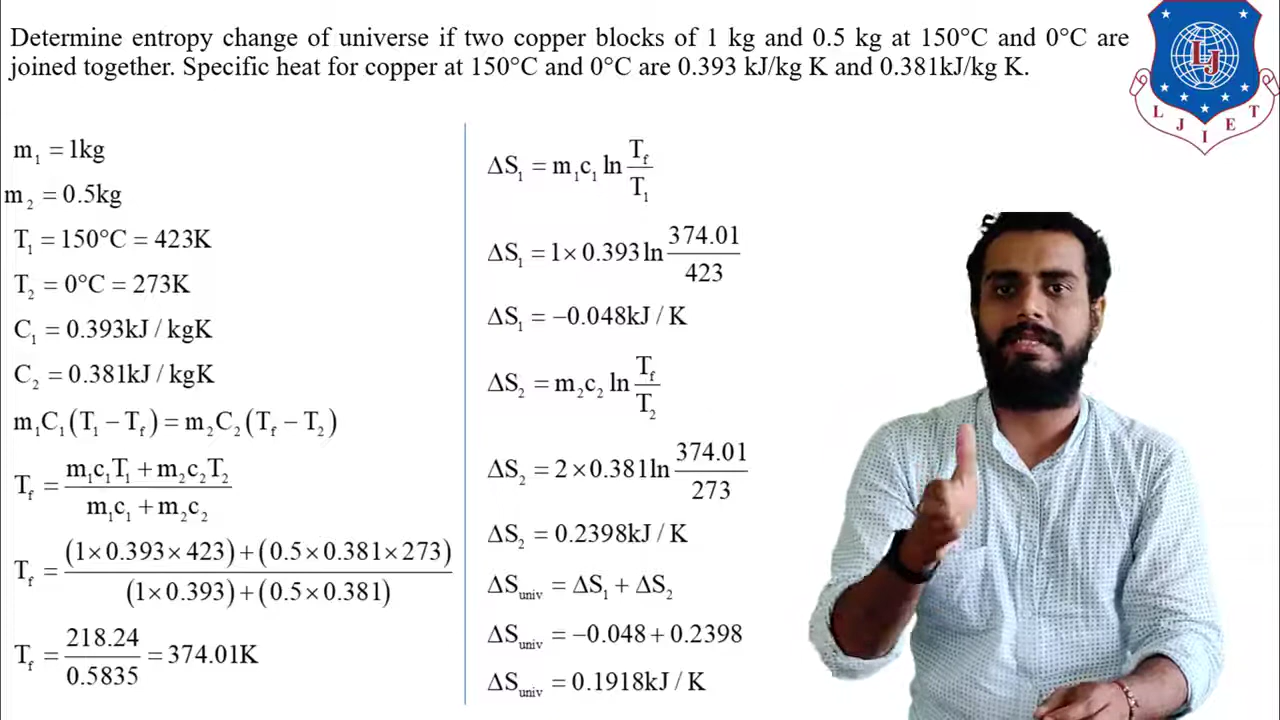 Determine entropy change of universe if two copper blocks of 1 kg and 0.5 kg at 150°C and 0°C are
joined together. Specific heat for copper at 150°C and 0°C are 0.393 kJ/kg K and 0.381kJ/kg K.
LJ
L J I E T
m₁ = 1kg
m₂ = 0.5kg
T₁ = 150°C = 423K
T₂ = 0°C = 273K
C₁ = 0.393kJ / kgK
C₂ = 0.381kJ / kgK
m₁C₁(T₁ − T_f) = m₂C₂(T_f − T₂)
T_f = (m₁c₁T₁ + m₂c₂T₂) / (m₁c₁ + m₂c₂)
T_f = ((1×0.393×423)+(0.5×0.381×273)) / ((1×0.393)+(0.5×0.381))
T_f = 218.24 / 0.5835 = 374.01K
ΔS₁ = m₁c₁ ln T_f / T₁
ΔS₁ = 1× 0.393ln 374.01 / 423
ΔS₁ = −0.048kJ / K
ΔS₂ = m₂c₂ ln T_f / T₂
ΔS₂ = 2×0.381ln 374.01 / 273
ΔS₂ = 0.2398kJ / K
ΔS_univ = ΔS₁ + ΔS₂
ΔS_univ = −0.048 + 0.2398
ΔS_univ = 0.1918kJ / K